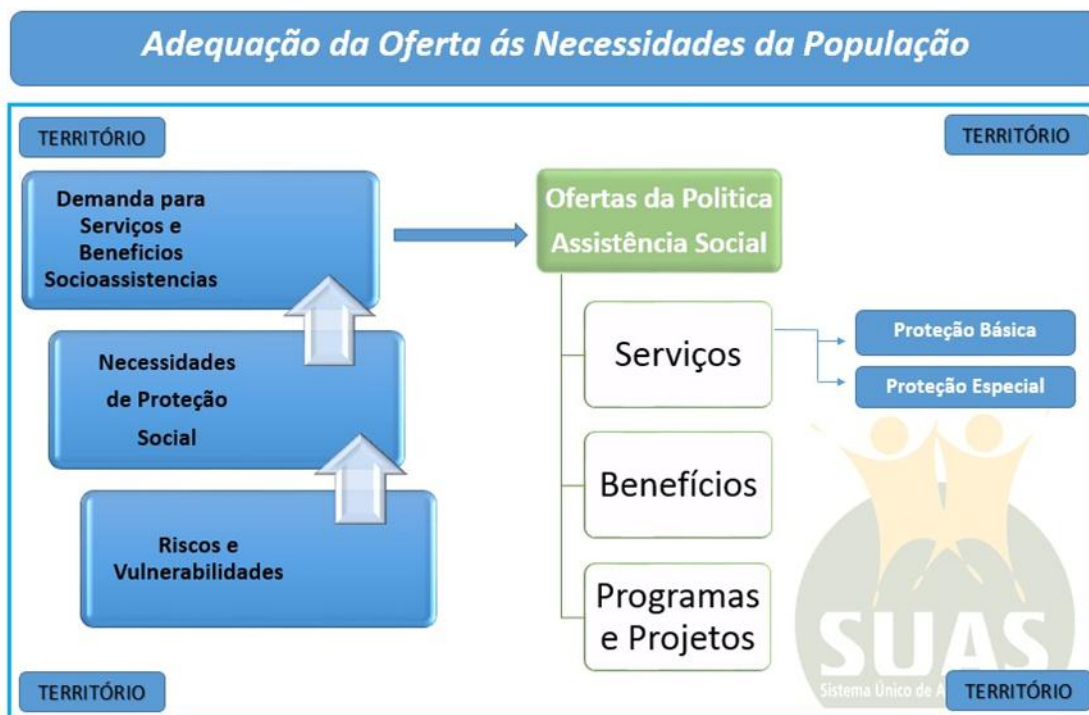 Adequação da Oferta ás Necessidades da População
TERRITÓRIO
TERRITÓRIO
Demanda para
Serviços e
Beneficios
Socioassistencias
Necessidades
de Proteção
Social
Riscos e
Vulnerabilidades
Ofertas da Politica
Assistência Social
Serviços
Proteção Básica
Proteção Especial
Benefícios
Programas
e Projetos
SUAS
Sistema Único de
TERRITÓRIO
TERRITÓRIO